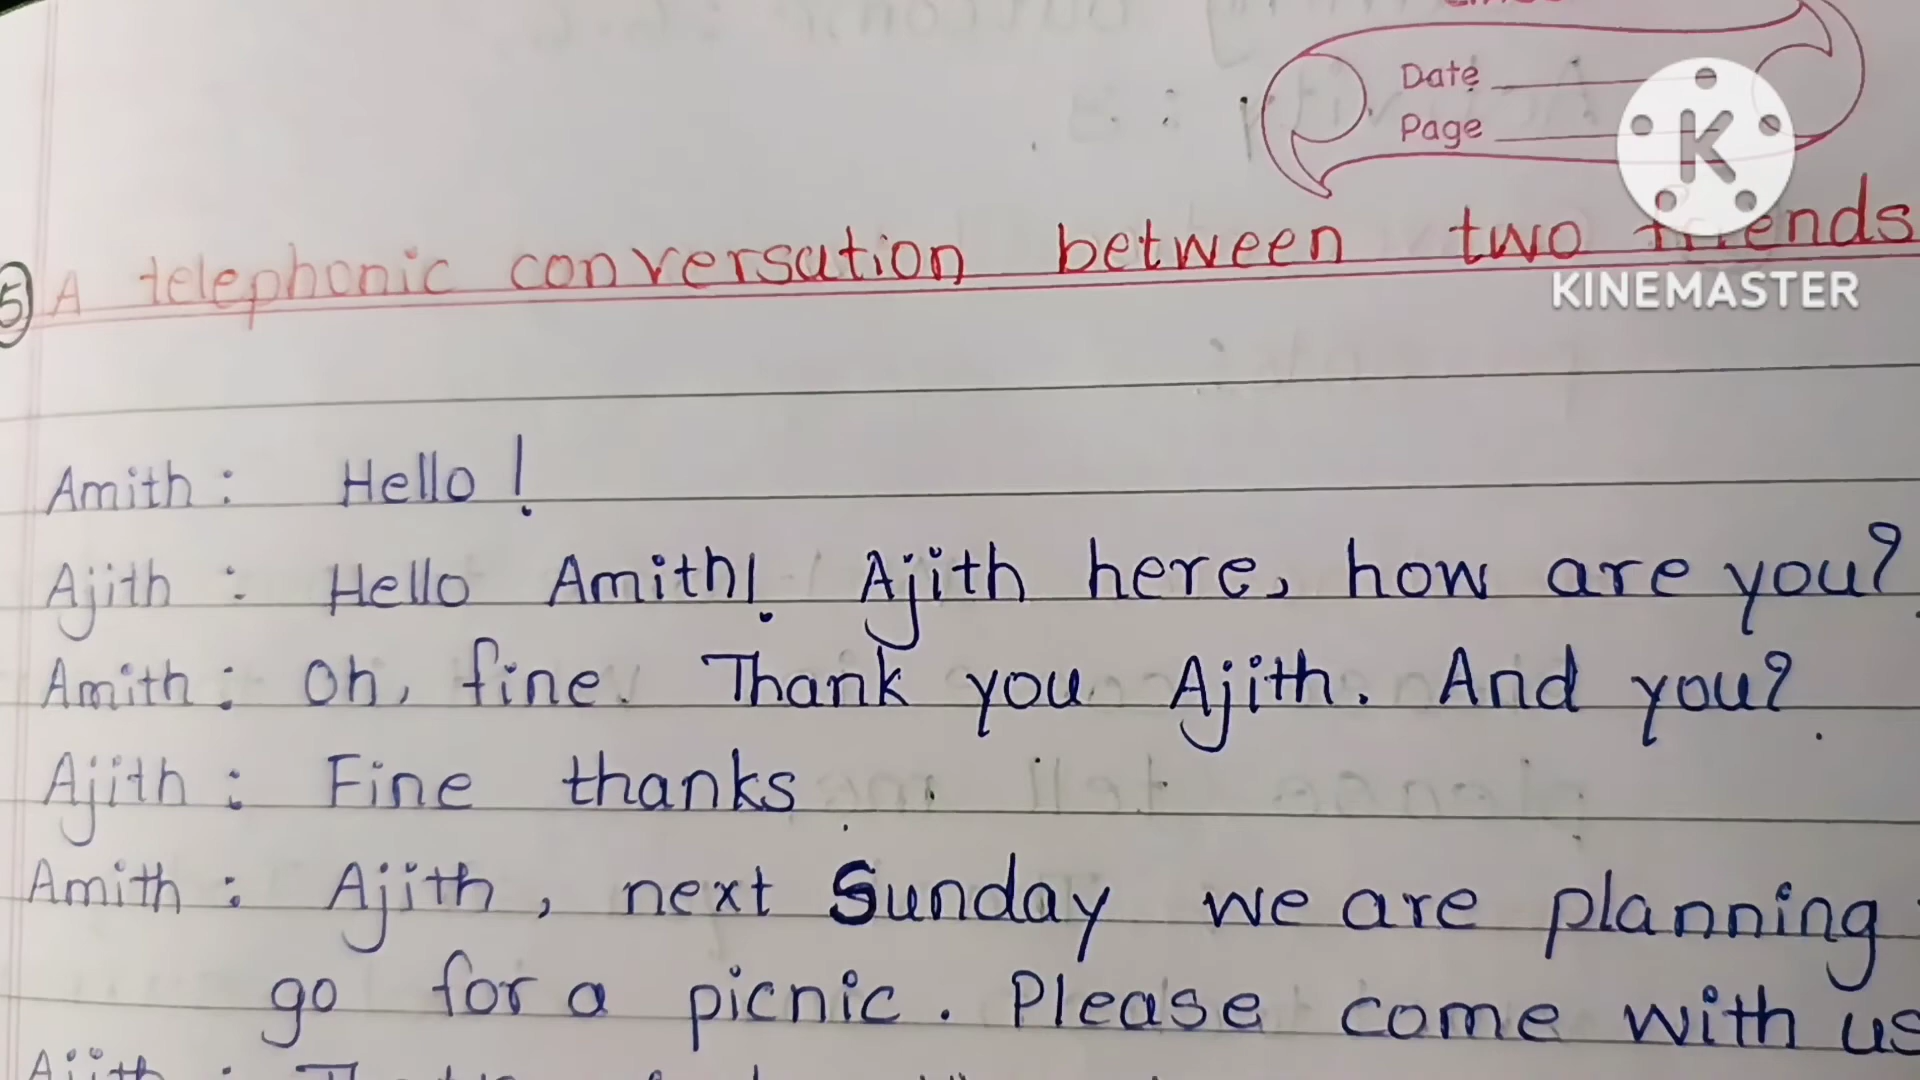 Date
Page
K
KINEMASTER
5 A telephonic conversation between two friends
Amith : Hello !
Ajith : Hello Amith! Ajith here, how are you?
Amith : Oh, fine. Thank you Ajith. And you?
Ajith : Fine thanks.
Amith : Ajith, next Sunday we are planning
go for a picnic. Please come with us
Ajith :